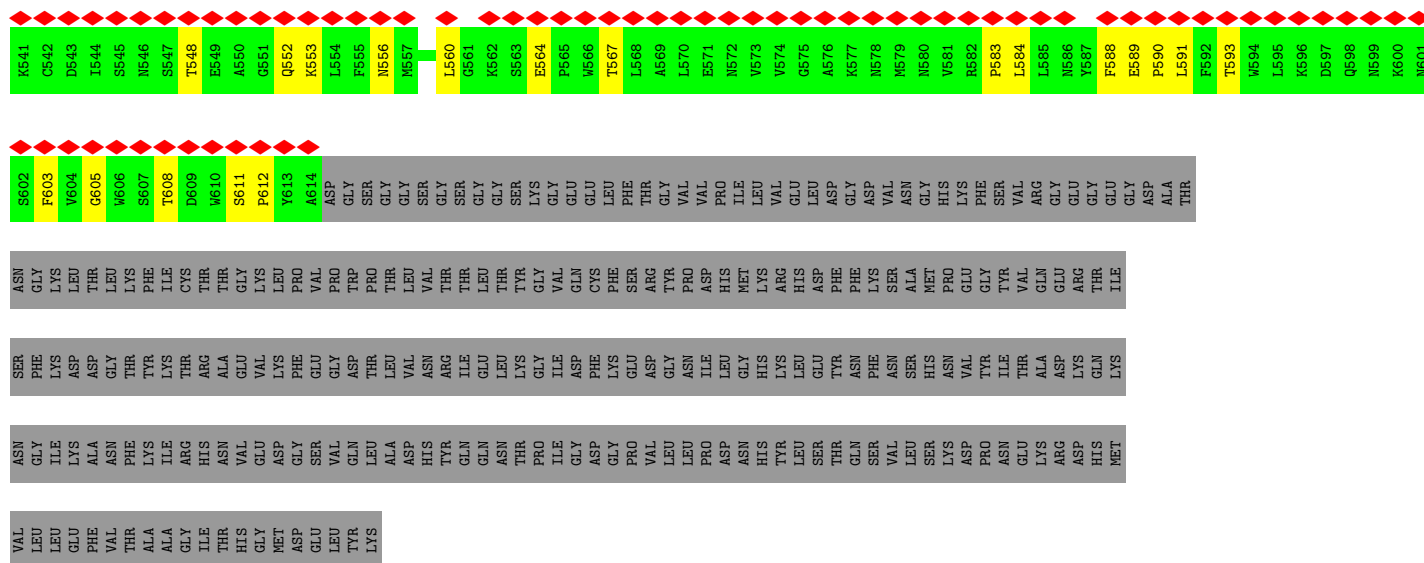 K541 C542 D543 I544 S545 N546 S547 T548 E549 A550 G551 Q552 K553 L554 F555 N556 M557 L560 G561 K562 S563 E564 P565 W566 T567 L568 A569 L570 E571 N572 V573 V574 G575 A576 K577 N578 M579 N580 V581 R582 P583 L584 L585 N586 Y587 F588 E589 P590 L591 F592 T593 W594 L595 K596 D597 Q598 N599 K600 N601
S602 F603 V604 G605 W606 S607 T608 D609 W610 S611 P612 Y613 A614 ASP GLY SER GLY GLY SER GLY SER GLY GLY SER LYS GLY GLU GLU LEU PHE THR GLY VAL VAL PRO ILE LEU VAL GLU LEU ASP GLY ASP VAL ASN GLY HIS LYS PHE SER VAL ARG GLY GLU GLY GLU GLY ASP ALA THR
ASN GLY LYS LEU THR LEU LYS PHE ILE CYS THR THR GLY LYS LEU PRO VAL PRO TRP PRO THR LEU VAL THR THR LEU THR TYR GLY VAL GLN CYS PHE SER ARG TYR PRO ASP HIS MET LYS ARG HIS ASP PHE PHE LYS SER ALA MET PRO GLU GLY TYR VAL GLN GLU ARG THR ILE
SER PHE LYS ASP ASP GLY THR TYR LYS THR ARG ALA GLU VAL LYS PHE GLU GLY ASP THR LEU VAL ASN ARG ILE GLU LEU LYS GLY ILE ASP PHE LYS GLU ASP GLY ASN ILE LEU GLY HIS LYS LEU GLU TYR ASN PHE ASN SER HIS ASN VAL TYR ILE THR ALA ASP LYS GLN LYS
ASN GLY ILE LYS ALA ASN PHE LYS ILE ARG HIS ASN VAL GLU ASP GLY SER VAL GLN LEU ALA ASP HIS TYR GLN GLN ASN THR PRO ILE GLY ASP GLY PRO VAL LEU LEU PRO ASP ASN HIS TYR LEU SER THR GLN SER VAL LEU SER LYS ASP PRO ASN GLU LYS ARG ASP HIS MET
VAL LEU LEU GLU PHE VAL THR ALA ALA GLY ILE THR HIS GLY MET ASP GLU LEU TYR LYS